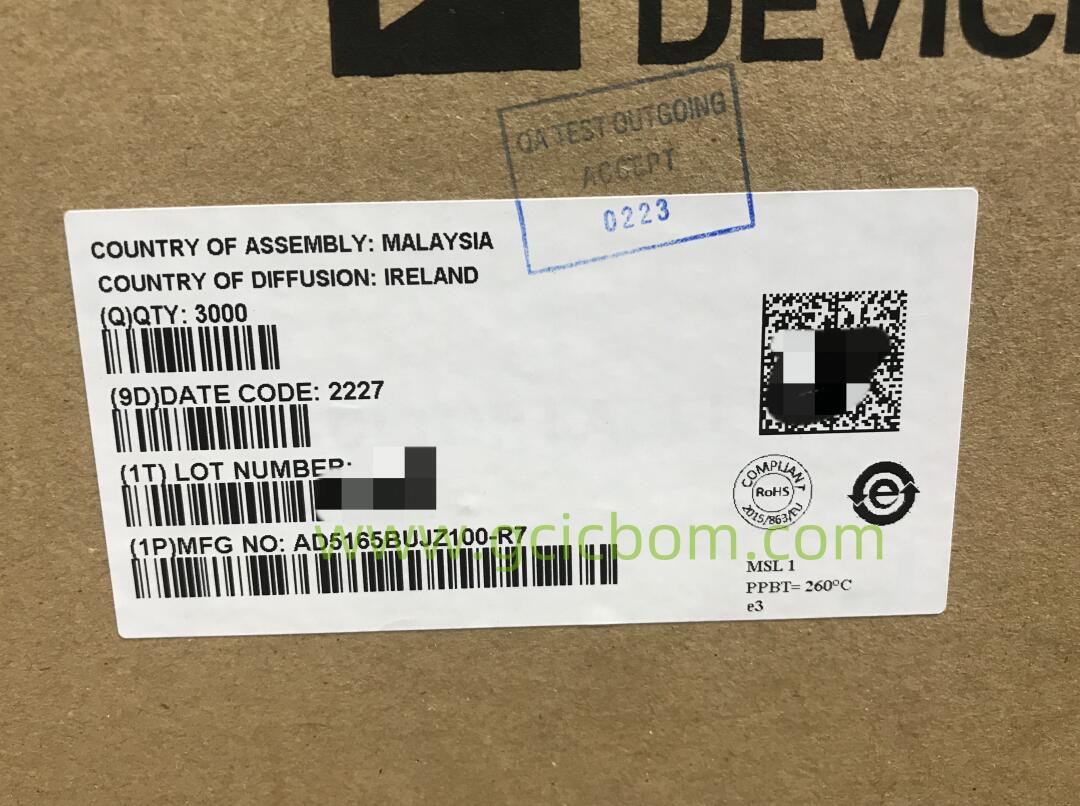 DEVIC
QA TEST OUTGOING
ACCEPT
0223
COUNTRY OF ASSEMBLY: MALAYSIA
COUNTRY OF DIFFUSION: IRELAND
(Q)QTY: 3000
(9D)DATE CODE: 2227
(1T) LOT NUMBER:
(1P)MFG NO: AD5165BUJZ100-R7
www.gcicbom.com
COMPLIANT
RoHS
2015/863/EU
e
MSL 1
PPBT= 260°C
e3